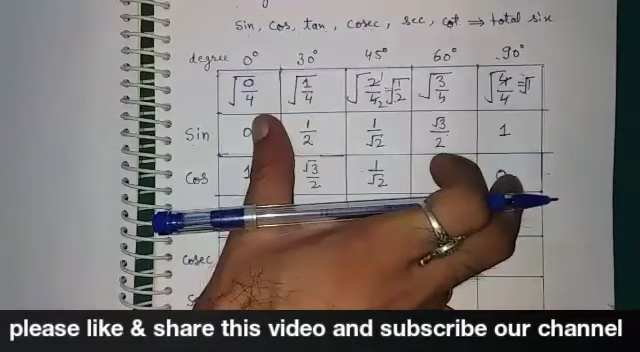 sin, cos, tan, cosec, sec, cot ⇒ total six
degree 0° 30° 45° 60° 90°
√0/4 √1/4 √2/4=√1/2 √3/4 √4/4=√1
Sin 0 1/2 1/√2 √3/2 1
Cos 1 √3/2 1/√2 0
Cosec
please like & share this video and subscribe our channel